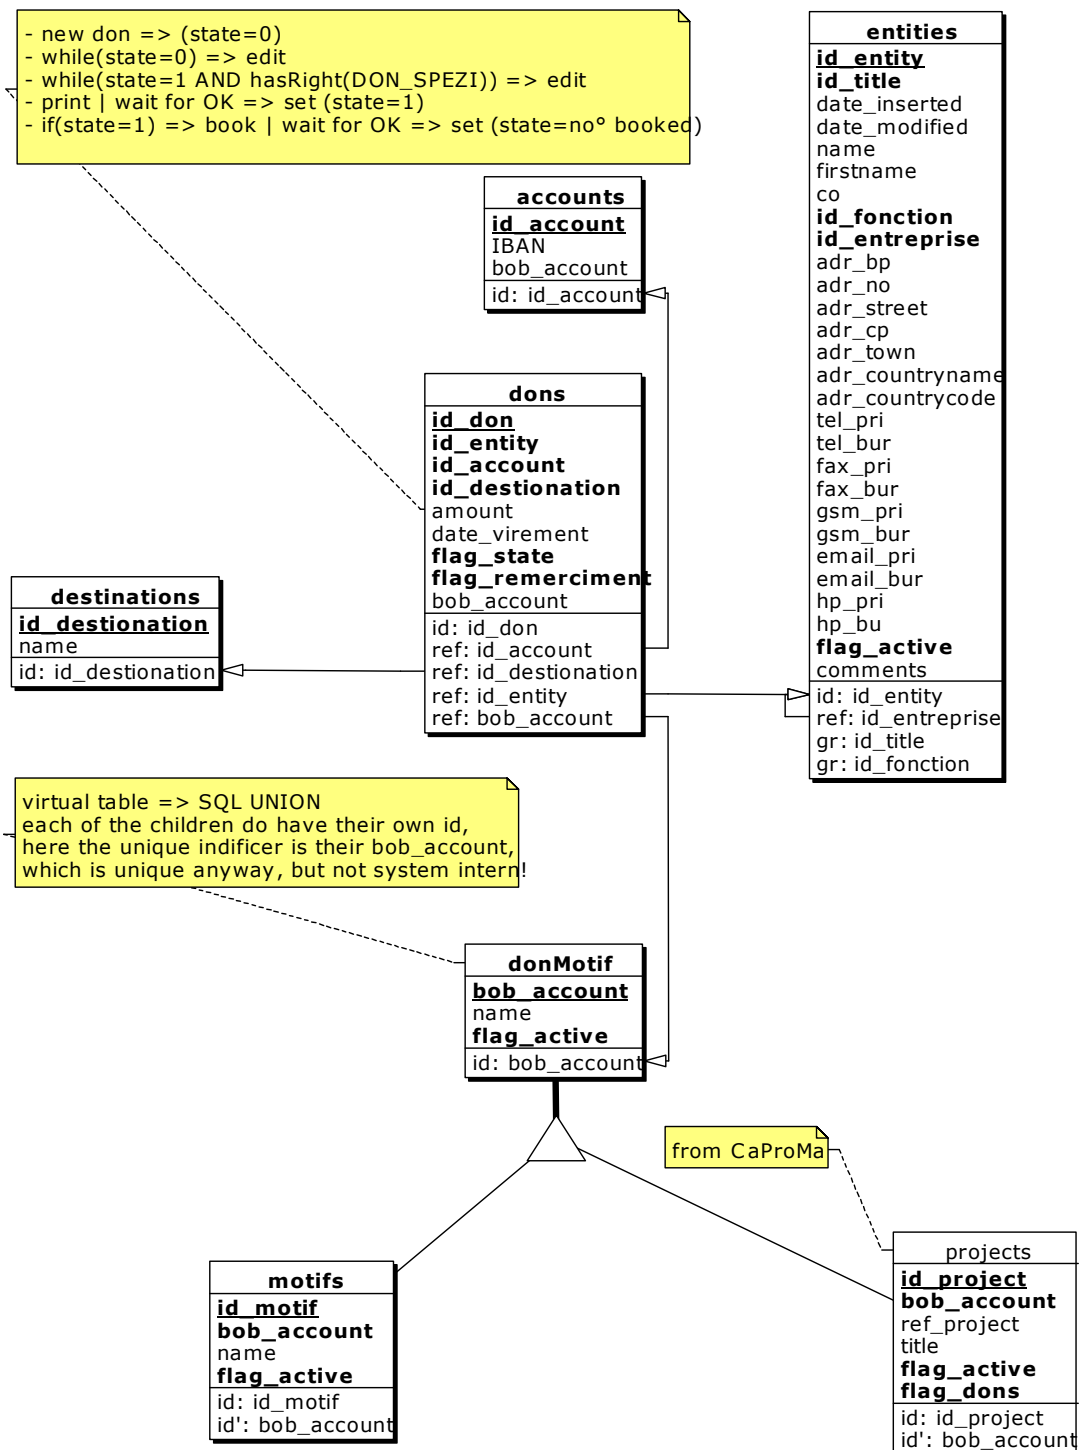 - new don => (state=0)
- while(state=0) => edit
- while(state=1 AND hasRight(DON_SPEZI)) => edit
- print | wait for OK => set (state=1)
- if(state=1) => book | wait for OK => set (state=no° booked)
entities
id_entity
id_title
date_inserted
date_modified
name
firstname
co
id_fonction
id_entreprise
adr_bp
adr_no
adr_street
adr_cp
adr_town
adr_countryname
adr_countrycode
tel_pri
tel_bur
fax_pri
fax_bur
gsm_pri
gsm_bur
email_pri
email_bur
hp_pri
hp_bu
flag_active
comments
id: id_entity
ref: id_entreprise
gr: id_title
gr: id_fonction
accounts
id_account
IBAN
bob_account
id: id_account
dons
id_don
id_entity
id_account
id_destionation
amount
date_virement
flag_state
flag_remerciment
bob_account
id: id_don
ref: id_account
ref: id_destionation
ref: id_entity
ref: bob_account
destinations
id_destionation
name
id: id_destionation
virtual table => SQL UNION
each of the children do have their own id,
here the unique indificer is their bob_account,
which is unique anyway, but not system intern!
donMotif
bob_account
name
flag_active
id: bob_account
from CaProMa
motifs
id_motif
bob_account
name
flag_active
id: id_motif
id': bob_account
projects
id_project
bob_account
ref_project
title
flag_active
flag_dons
id: id_project
id': bob_account